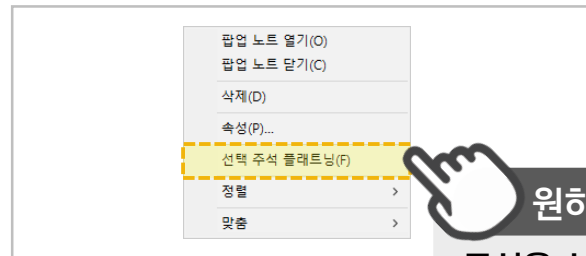 팝업 노트 열기(O)
팝업 노트 닫기(C)
삭제(D)
속성(P)...
선택 주석 플래트닝(F)
정렬
맞춤
원하